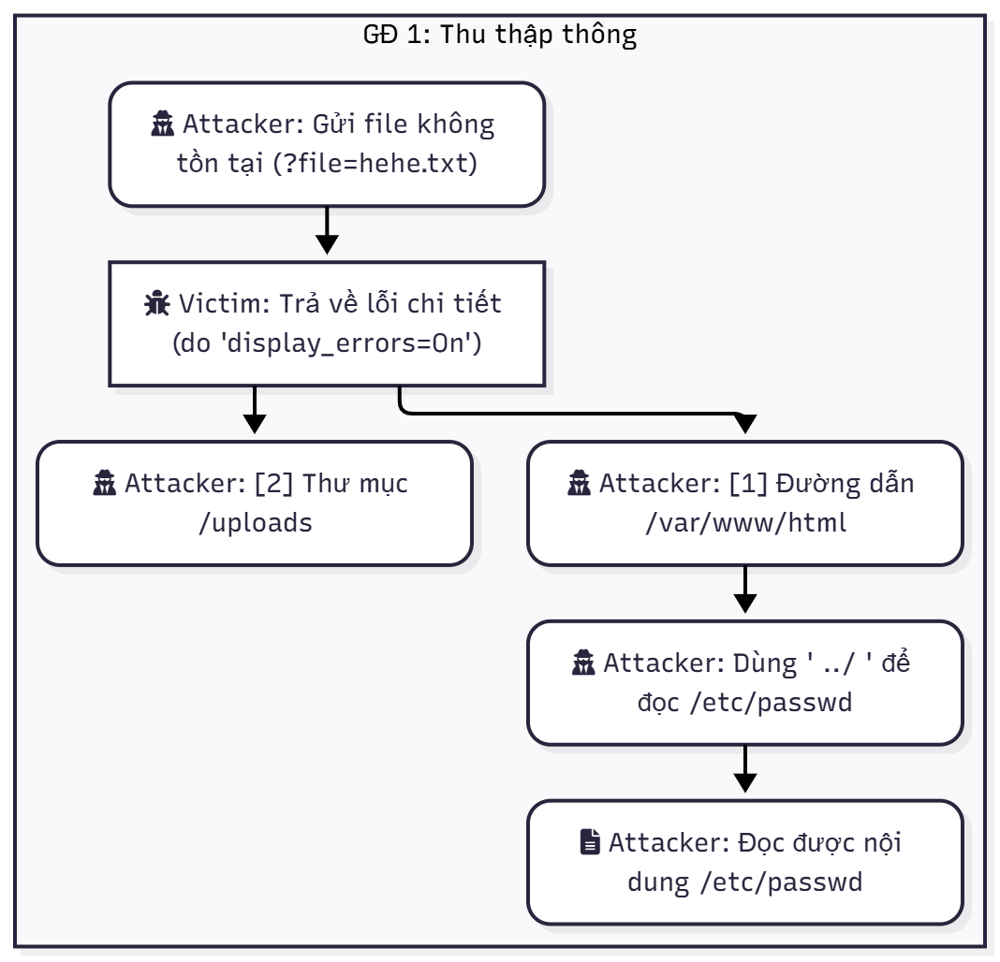 GĐ 1: Thu thập thông
Attacker: Gửi file không
tồn tại (?file=hehe.txt)
Victim: Trả về lỗi chi tiết
(do 'display_errors=On')
Attacker: [2] Thư mục
/uploads
Attacker: [1] Đường dẫn
/var/www/html
Attacker: Dùng ' ../ ' để
đọc /etc/passwd
Attacker: Đọc được nội
dung /etc/passwd